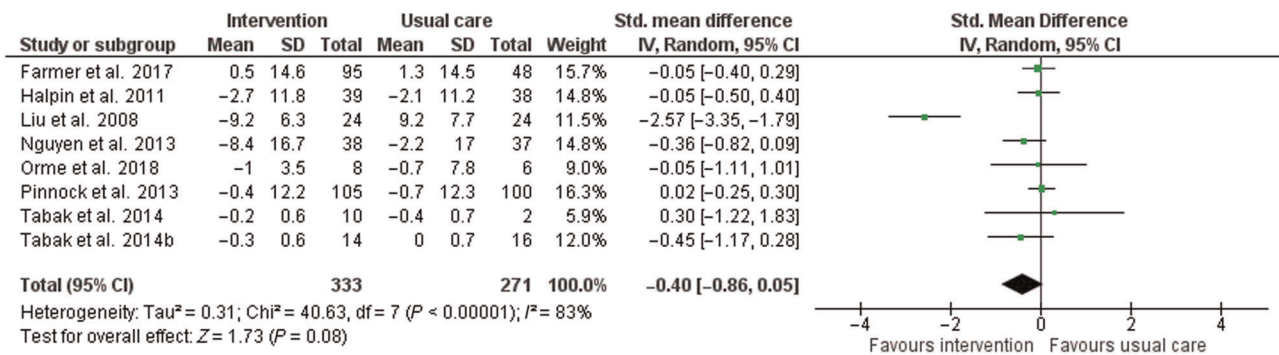 Intervention Usual care Std. mean difference Std. Mean Difference
Study or subgroup Mean SD Total Mean SD Total Weight IV, Random, 95% CI IV, Random, 95% CI
Farmer et al. 2017 0.5 14.6 95 1.3 14.5 48 15.7% −0.05 [−0.40, 0.29]
Halpin et al. 2011 −2.7 11.8 39 −2.1 11.2 38 14.8% −0.05 [−0.50, 0.40]
Liu et al. 2008 −9.2 6.3 24 9.2 7.7 24 11.5% −2.57 [−3.35, −1.79]
Nguyen et al. 2013 −8.4 16.7 38 −2.2 17 37 14.8% −0.36 [−0.82, 0.09]
Orme et al. 2018 −1 3.5 8 −0.7 7.8 6 9.0% −0.05 [−1.11, 1.01]
Pinnock et al. 2013 −0.4 12.2 105 −0.7 12.3 100 16.3% 0.02 [−0.25, 0.30]
Tabak et al. 2014 −0.2 0.6 10 −0.4 0.7 2 5.9% 0.30 [−1.22, 1.83]
Tabak et al. 2014b −0.3 0.6 14 0 0.7 16 12.0% −0.45 [−1.17, 0.28]
Total (95% CI) 333 271 100.0% −0.40 [−0.86, 0.05]
Heterogeneity: Tau² = 0.31; Chi² = 40.63, df = 7 (P < 0.00001); I² = 83%
Test for overall effect: Z = 1.73 (P = 0.08)
−4 −2 0 2 4
Favours intervention Favours usual care